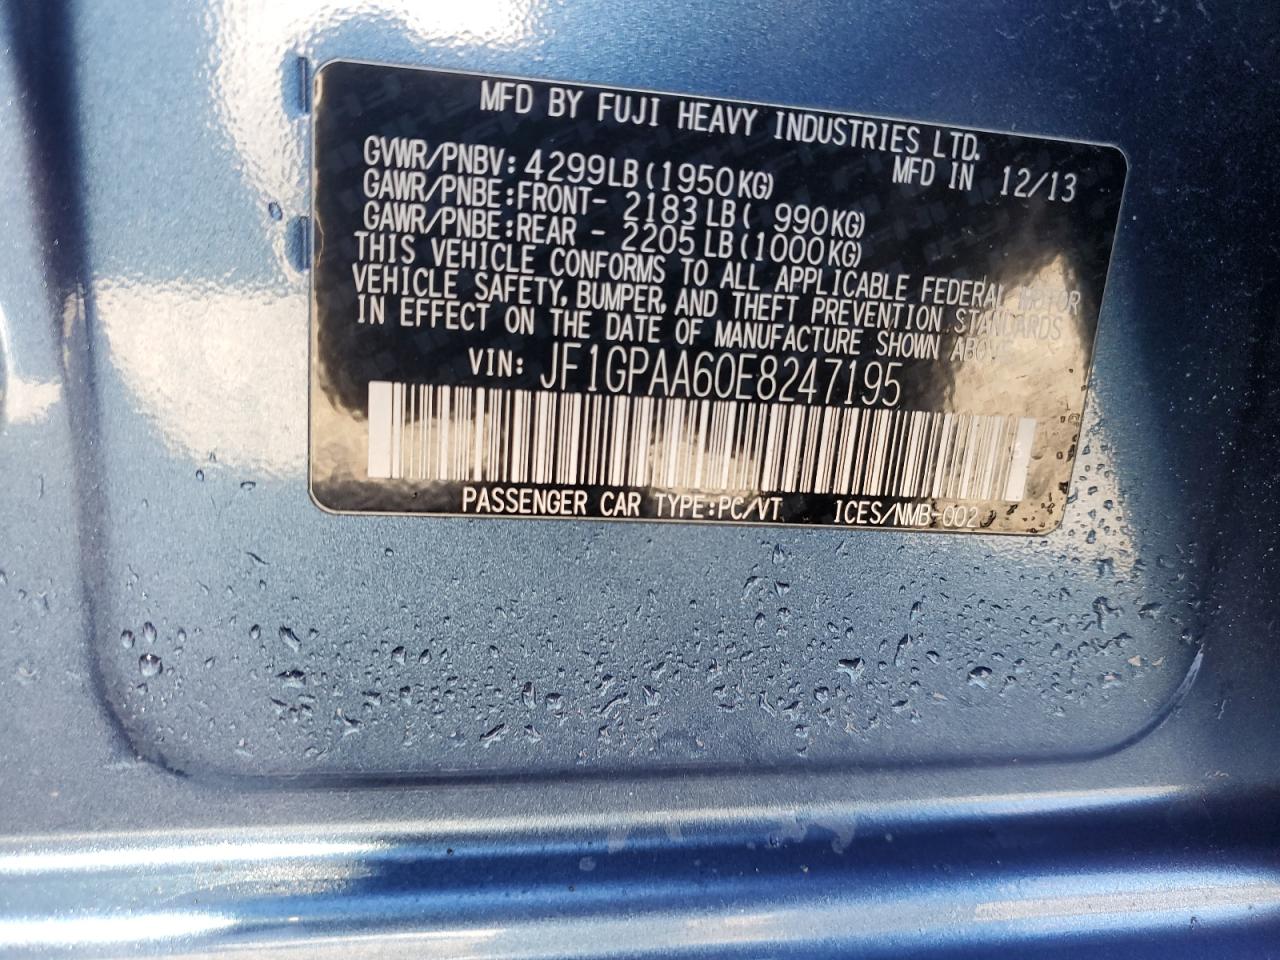 MFD BY FUJI HEAVY INDUSTRIES LTD.
GVWR/PNBV: 4299LB(1950KG) MFD IN 12/13
GAWR/PNBE:FRONT- 2183LB( 990KG)
GAWR/PNBE:REAR - 2205LB(1000KG)
THIS VEHICLE CONFORMS TO ALL APPLICABLE FEDERAL MOTOR
VEHICLE SAFETY, BUMPER, AND THEFT PREVENTION STANDARDS
IN EFFECT ON THE DATE OF MANUFACTURE SHOWN ABOVE.
VIN: JF1GPAA60E8247195
PASSENGER CAR TYPE:PC/VT ICES/NMB-002